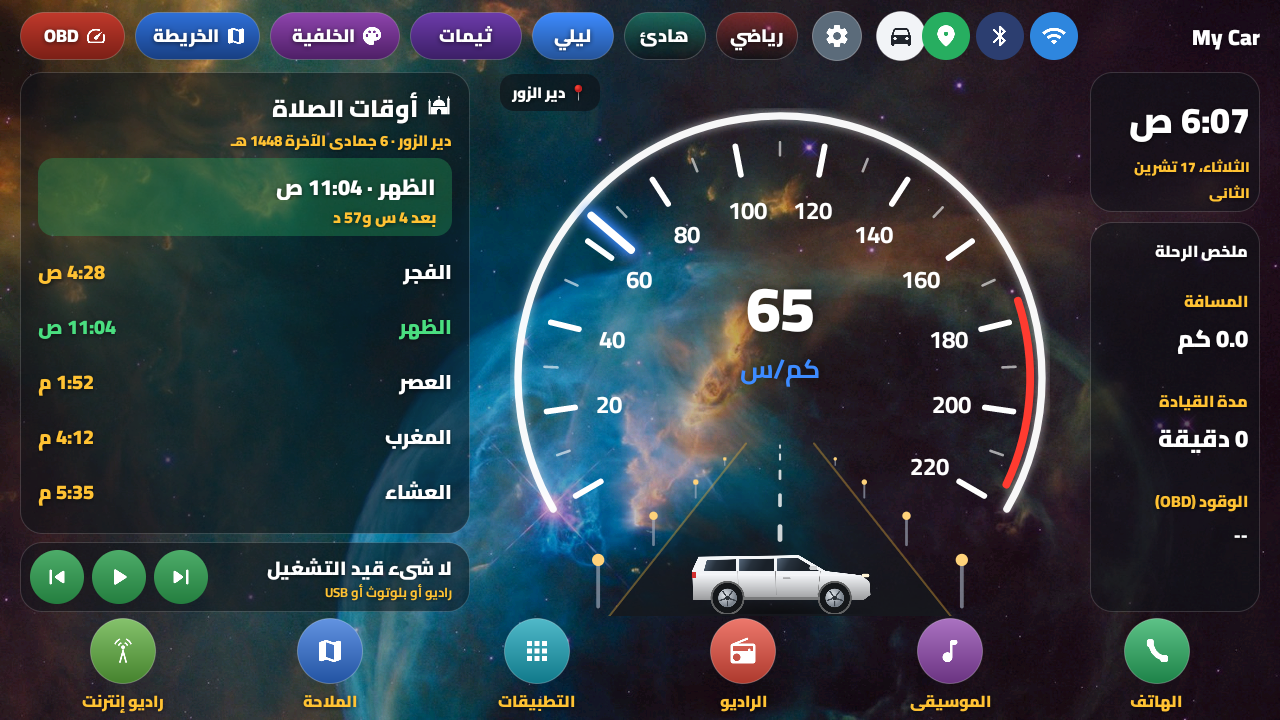 My Car
رياضي
هادئ
ليلي
ثيمات
الخلفية
الخريطة
OBD
6:07 ص
الثلاثاء، 17 تشرين
الثاني
ملخص الرحلة
المسافة
0.0 كم
مدة القيادة
0 دقيقة
الوقود (OBD)
--
دير الزور
20
40
60
80
100
120
140
160
180
200
220
65
كم/س
أوقات الصلاة
دير الزور · 6 جمادى الآخرة 1448 هـ
الظهر · 11:04 ص
بعد 4 س و57 د
الفجر 4:28 ص
الظهر 11:04 ص
العصر 1:52 م
المغرب 4:12 م
العشاء 5:35 م
لا شيء قيد التشغيل
راديو أو بلوتوث أو USB
الهاتف
الموسيقى
الراديو
التطبيقات
الملاحة
راديو إنترنت